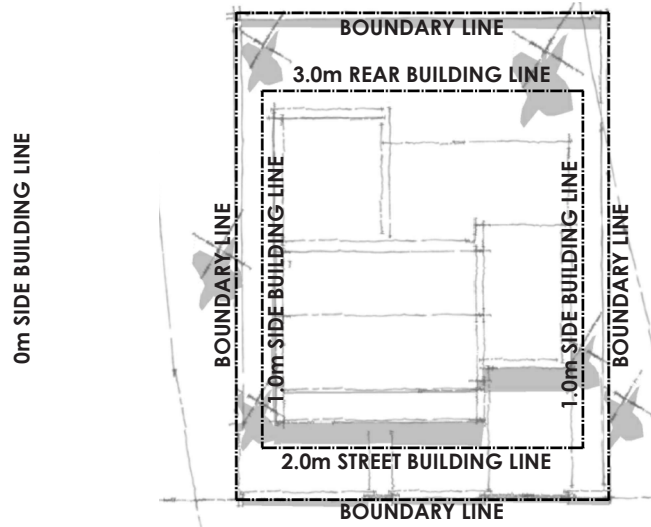 BOUNDARY LINE
3.0m REAR BUILDING LINE
0m SIDE BUILDING LINE
BOUNDARY LINE
1.0m SIDE BUILDING LINE
1.0m SIDE BUILDING LINE
BOUNDARY LINE
2.0m STREET BUILDING LINE
BOUNDARY LINE